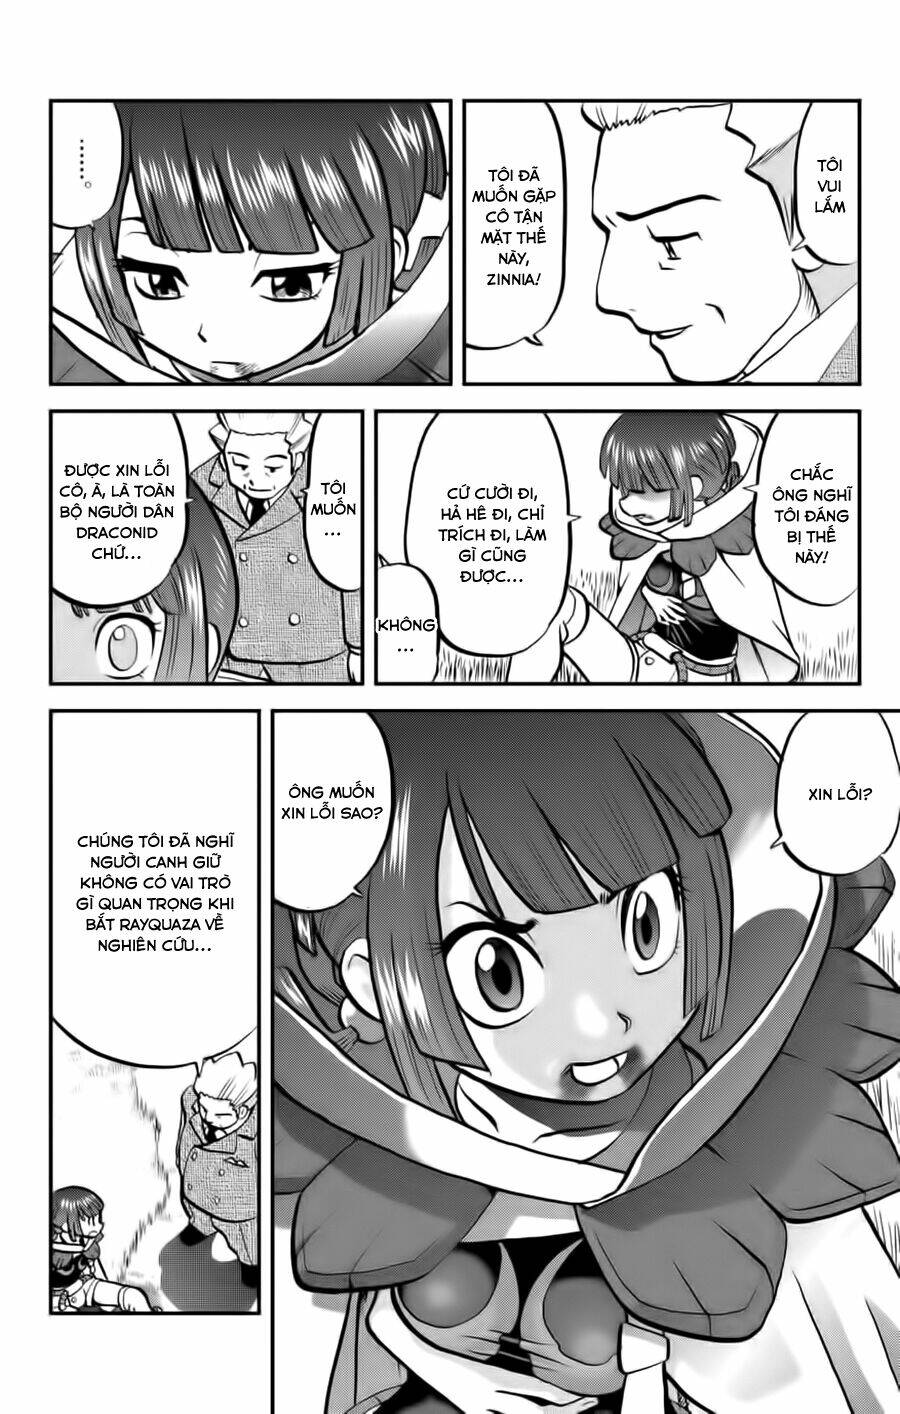 TÔI
VUI
LẮM
TÔI ĐÃ
MUỐN GẶP
CÔ TẬN
MẶT THẾ
NÀY,
ZINNIA!
.......。
CHẮC
ÔNG NGHĨ
TÔI ĐÁNG
BỊ THẾ
NÀY!
CỨ CƯỜI ĐI,
HẢ HÊ ĐI, CHỈ
TRÍCH ĐI, LÀM
GÌ CŨNG
ĐƯỢC...
KHÔNG
...
TÔI
MUỐN
...
ĐƯỢC XIN LỖI
CÔ, À, LÀ TOÀN
BỘ NGƯỜI DÂN
DRACONID
CHỨ...
XIN LỖI?
ÔNG MUỐN
XIN LỖI SAO?
CHÚNG TÔI ĐÃ NGHĨ
NGƯỜI CANH GIỮ
KHÔNG CÓ VAI TRÒ
GÌ QUAN TRỌNG KHI
BẮT RAYQUAZA VỀ
NGHIÊN CỨU...